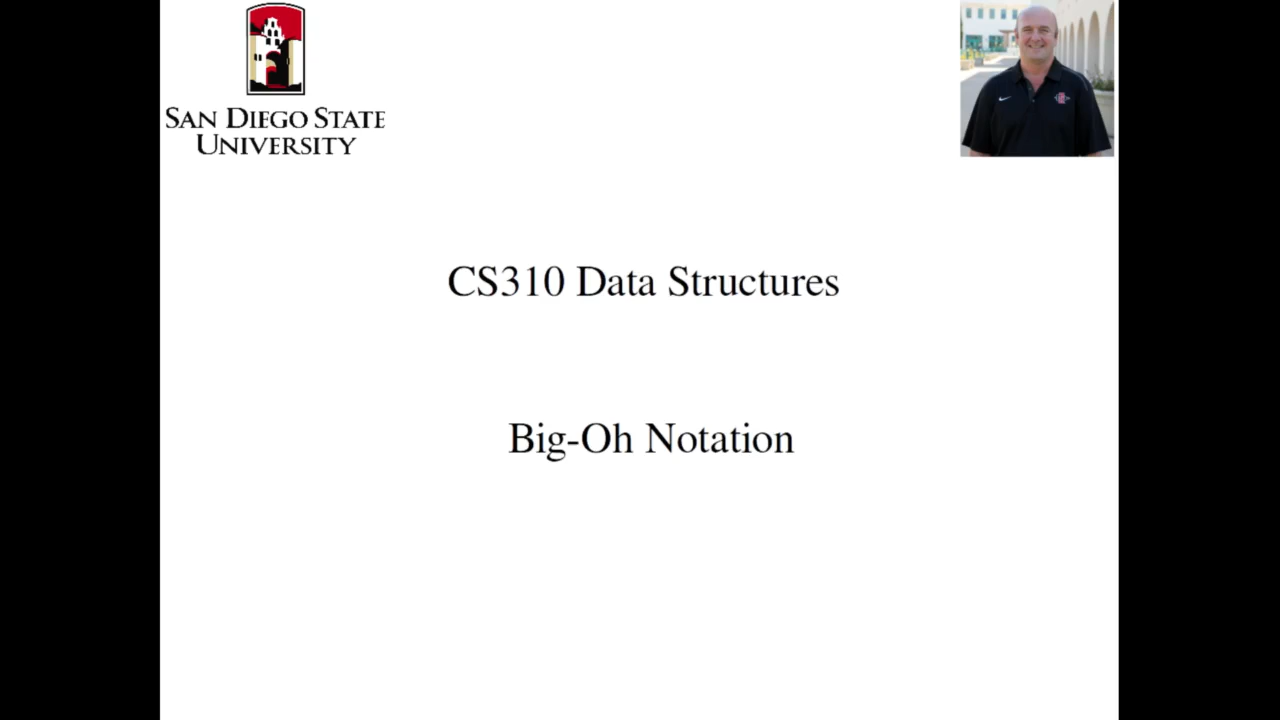 SAN DIEGO STATE
UNIVERSITY
CS310 Data Structures
Big-Oh Notation